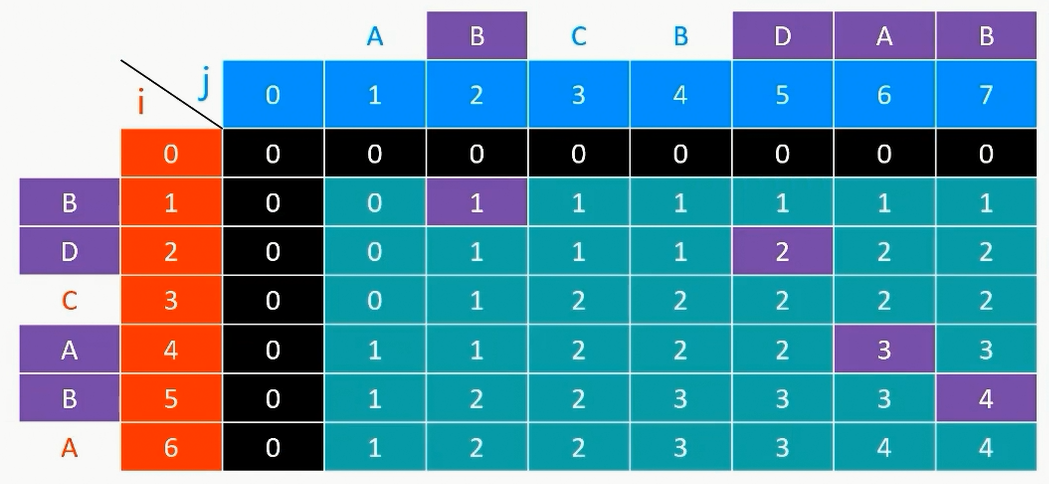 A B C B D A B
i j 0 1 2 3 4 5 6 7
0 0 0 0 0 0 0 0 0
B 1 0 0 1 1 1 1 1 1
D 2 0 0 1 1 1 2 2 2
C 3 0 0 1 2 2 2 2 2
A 4 0 1 1 2 2 2 3 3
B 5 0 1 2 2 3 3 3 4
A 6 0 1 2 2 3 3 4 4